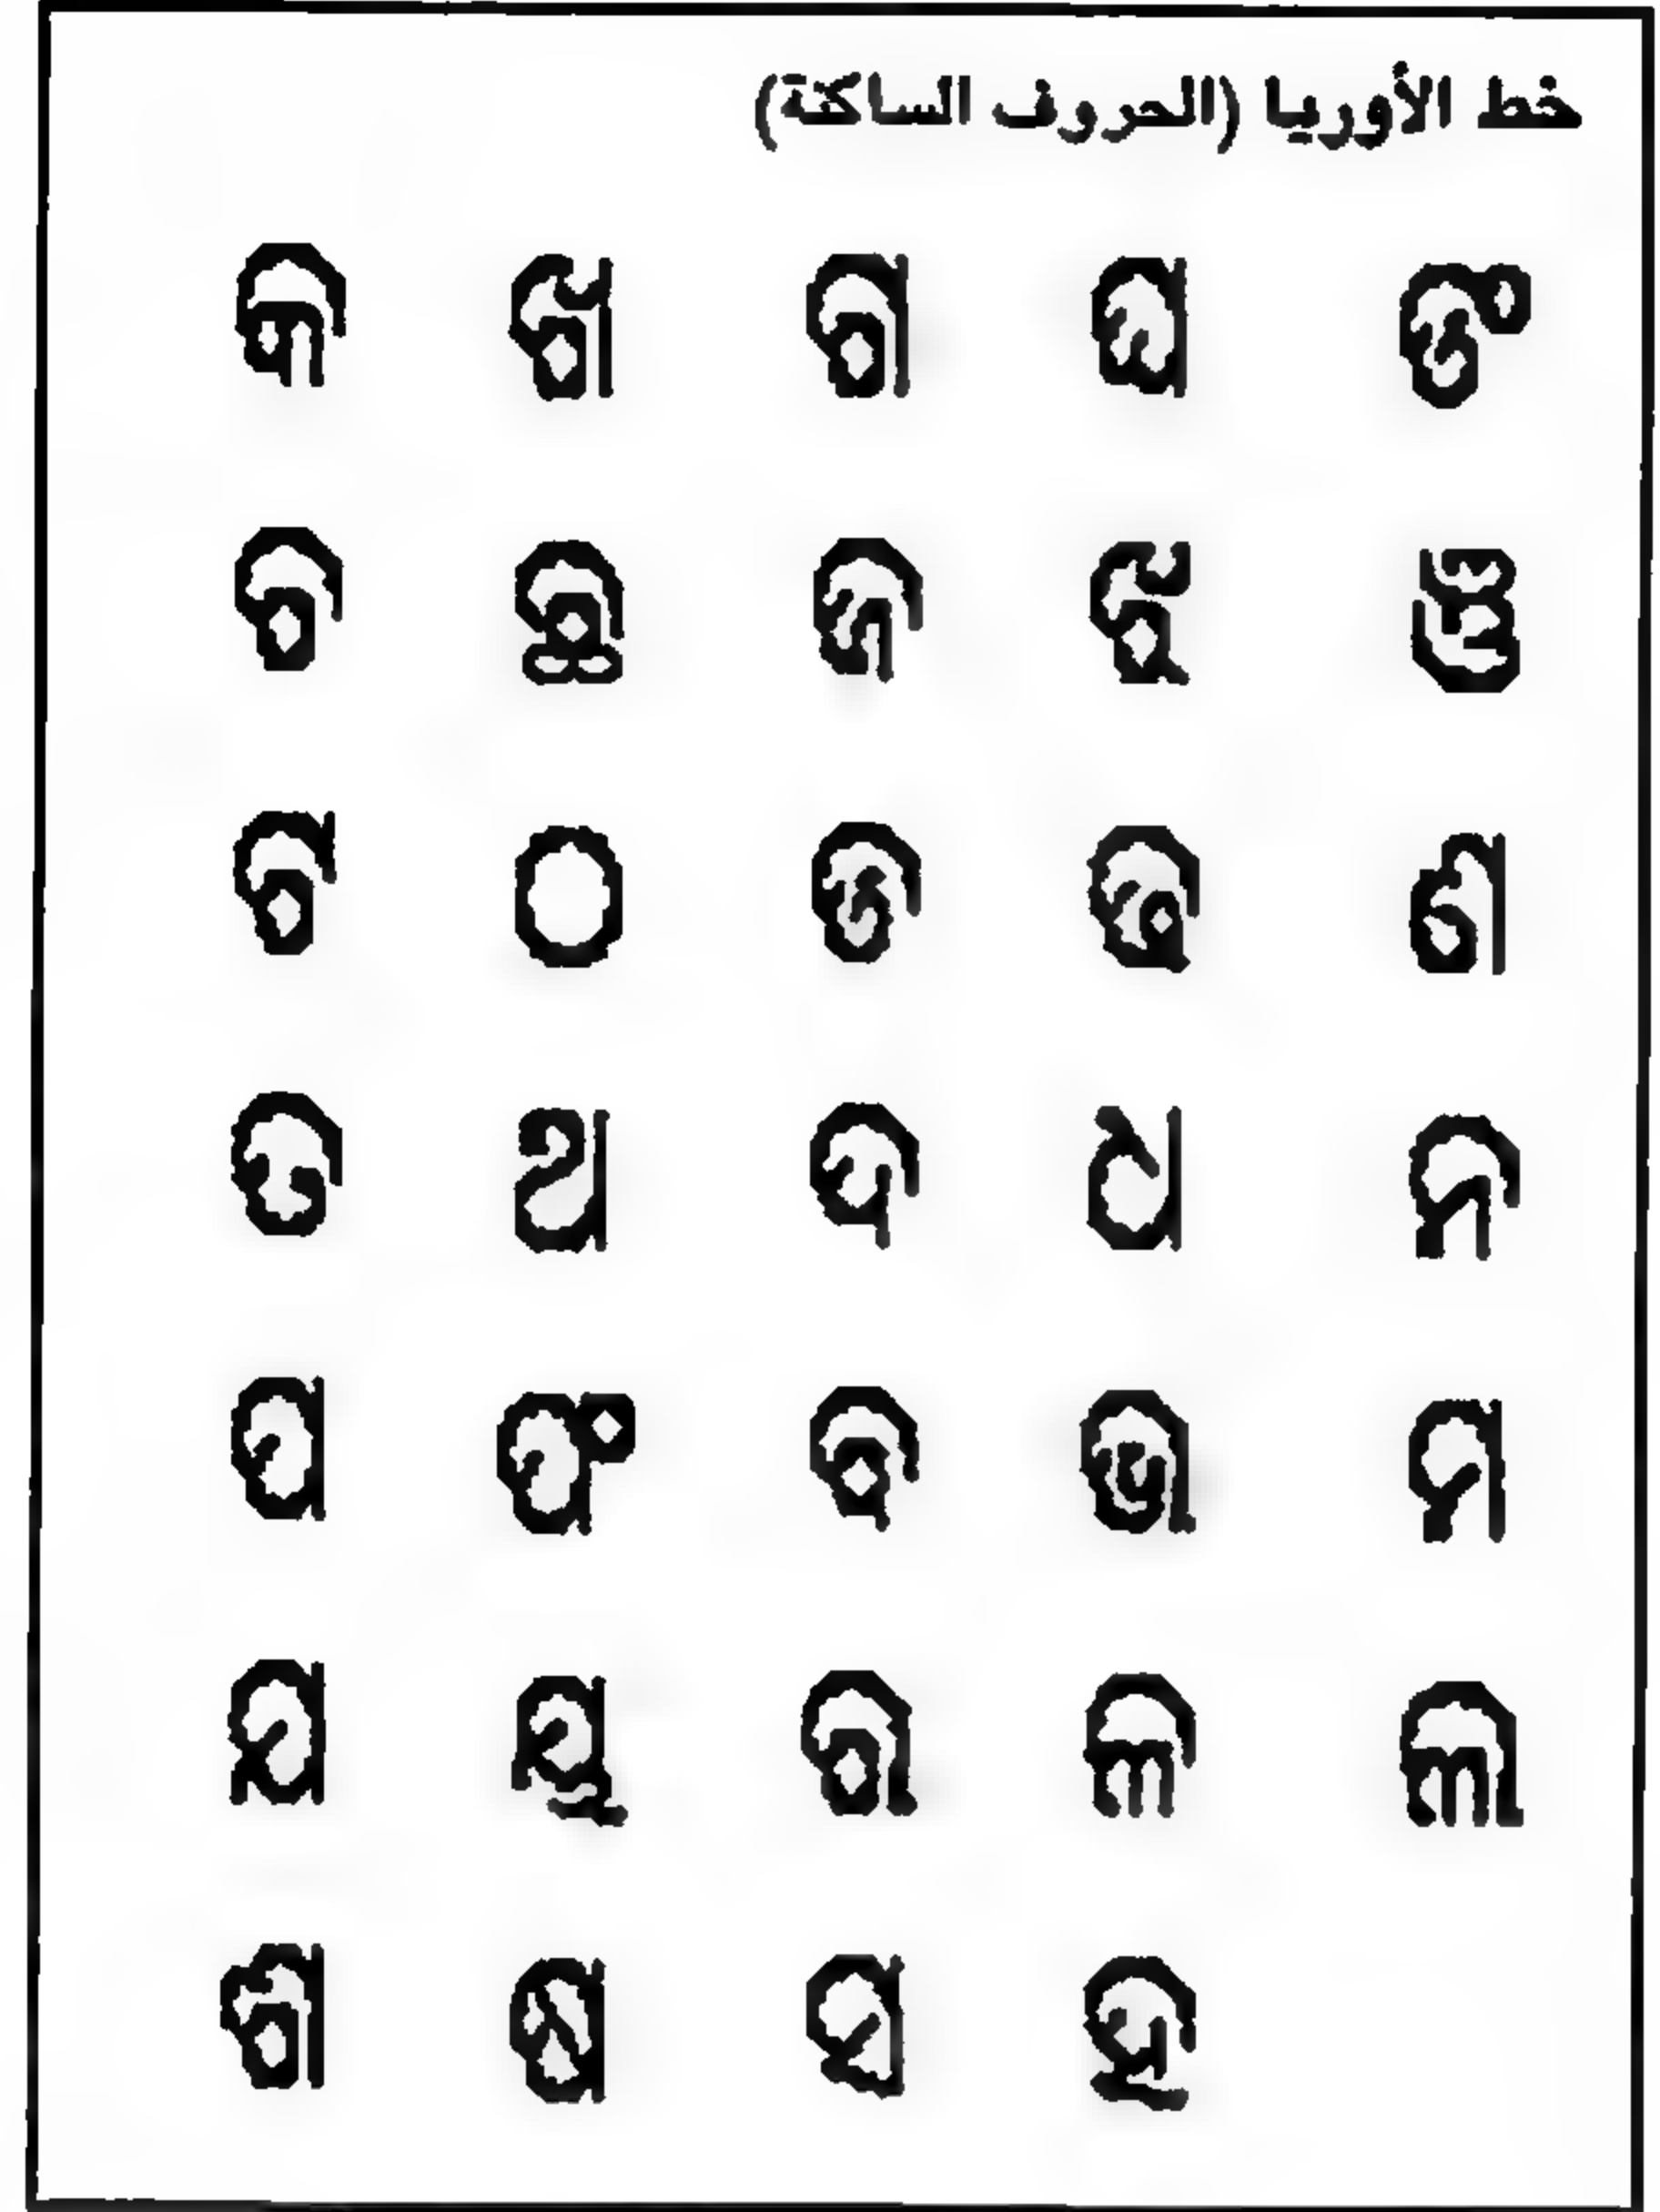 خط الأوريا (الحروف الساكنة)
କ ଖ ଗ ଘ ଙ
ଚ ଛ ଜ ଝ ଞ
ଟ ଠ ଡ ଢ ଣ
ତ ଥ ଦ ଧ ନ
ପ ଫ ବ ଭ ମ
ଯ ୟ ର ଳ ଲ
ଶ ଷ ସ ହ